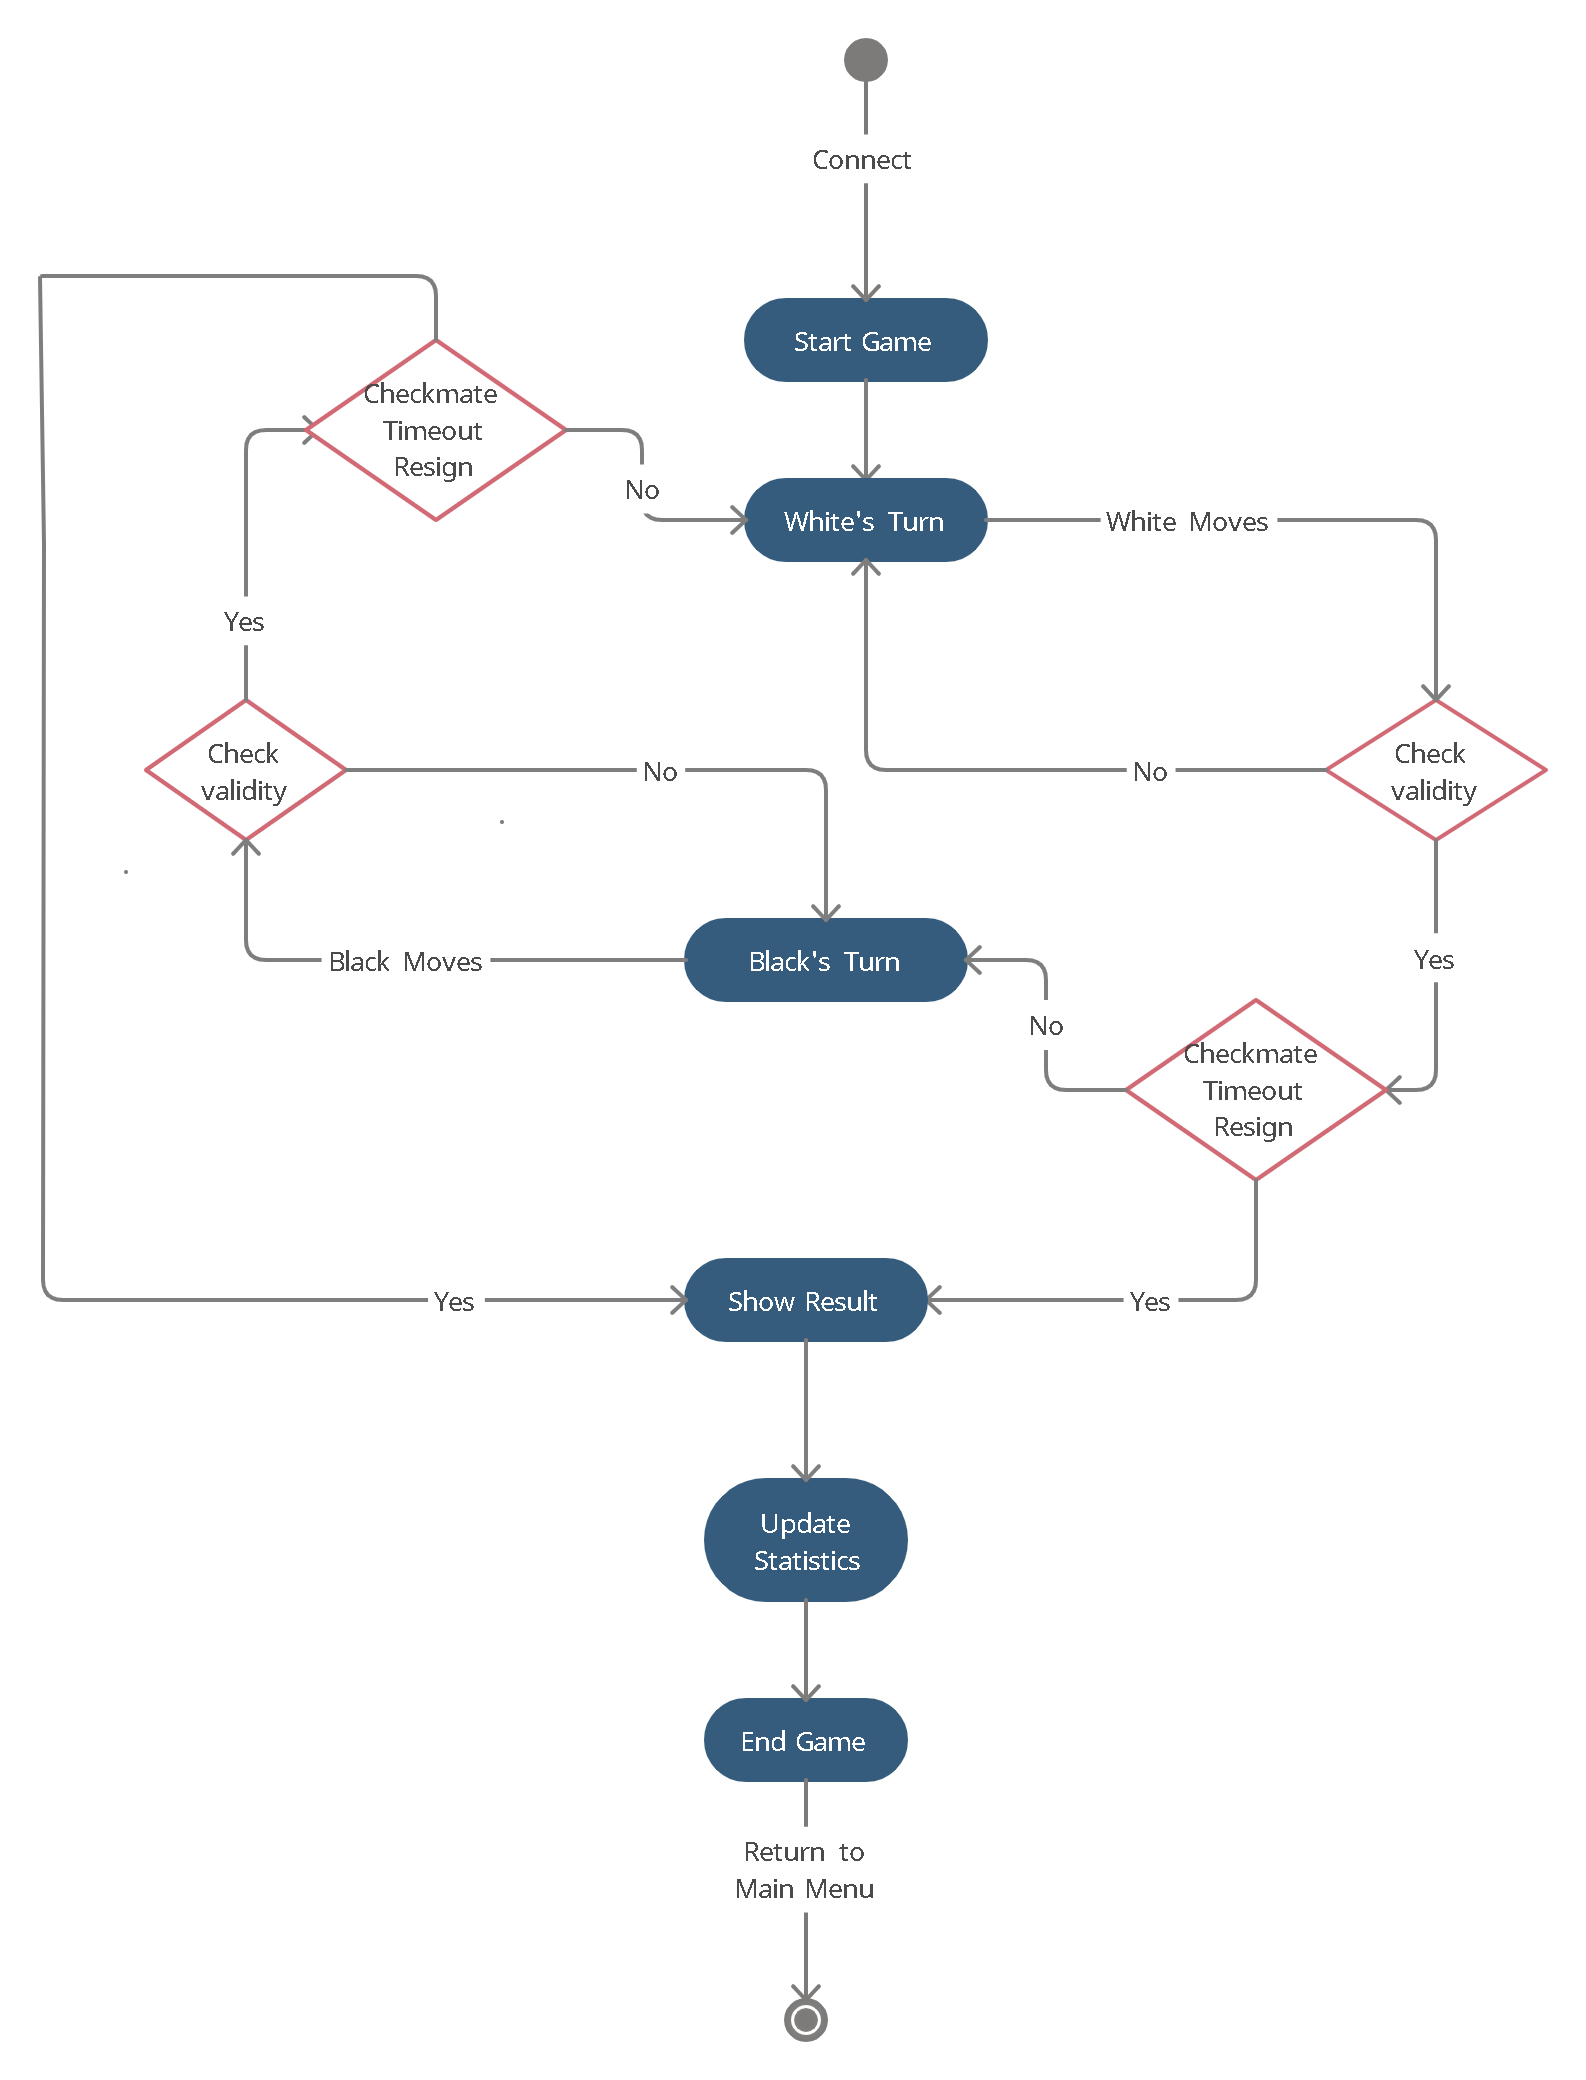 Connect
Start Game
Checkmate
Timeout
Resign
No
White's Turn
White Moves
Yes
Check
validity
No
No
Check
validity
Black Moves
Black's Turn
Yes
No
Checkmate
Timeout
Resign
Yes
Show Result
Yes
Update
Statistics
End Game
Return to
Main Menu